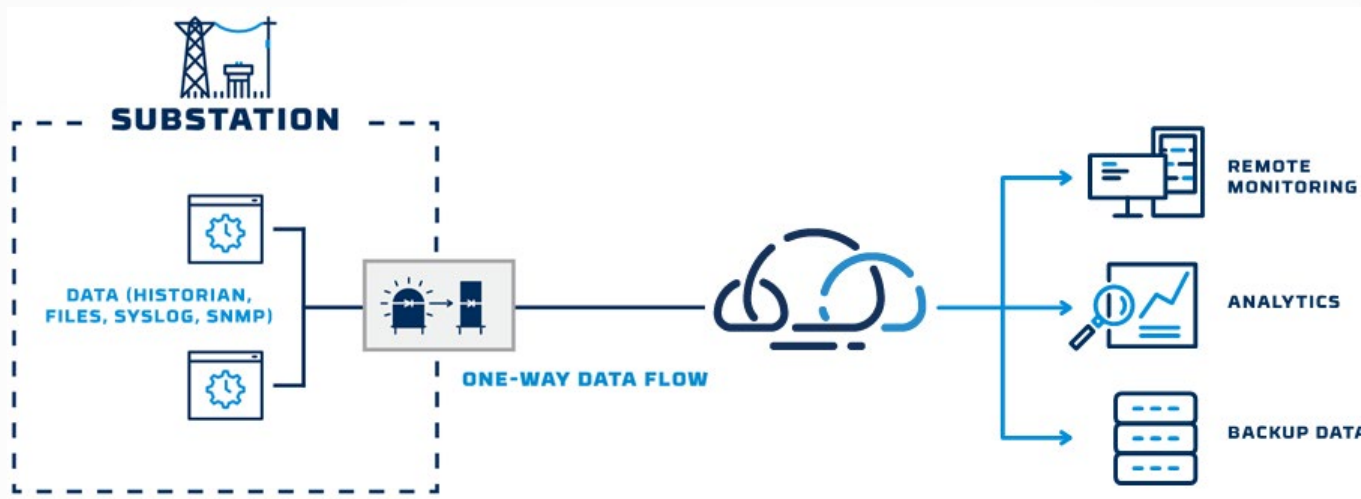 SUBSTATION
DATA (HISTORIAN,
FILES, SYSLOG, SNMP)
ONE-WAY DATA FLOW
REMOTE
MONITORING
ANALYTICS
BACKUP DATA